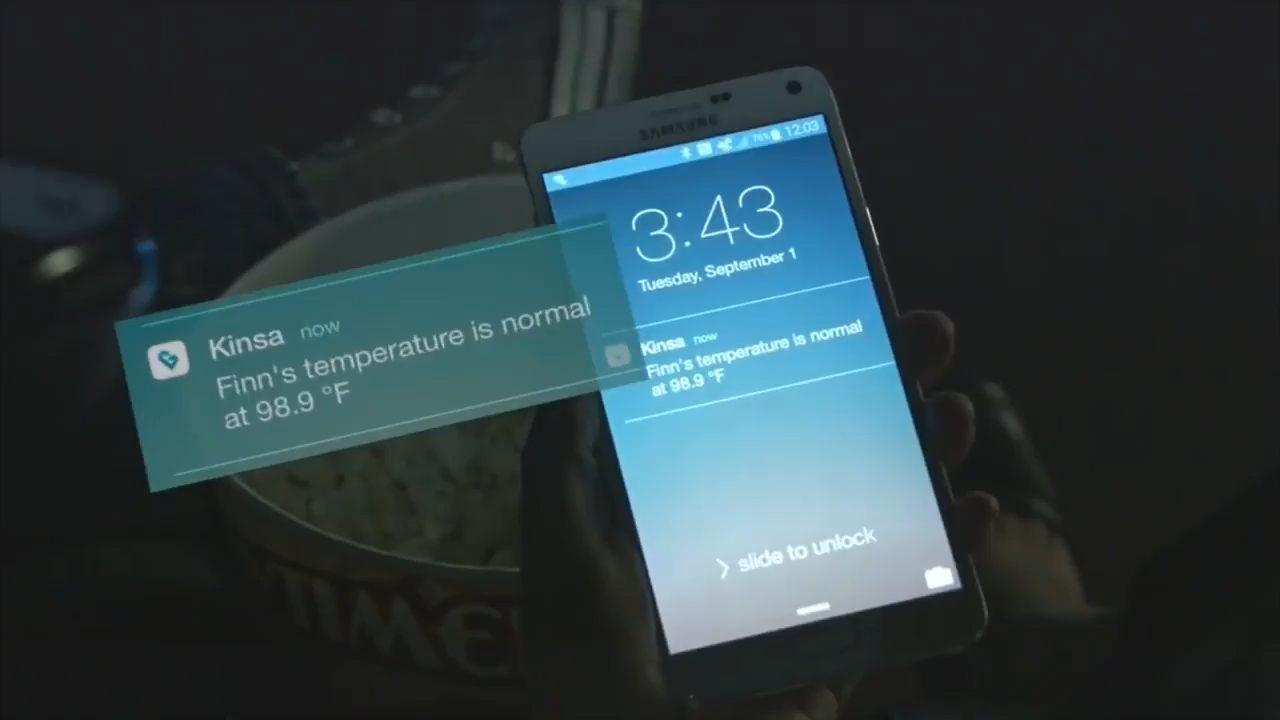 SAMSUNG
76% 12:03
3:43
Tuesday, September 1
Kinsa now
Finn's temperature is normal
at 98.9 °F
Kinsa now
Finn's temperature is normal
at 98.9 °F
slide to unlock